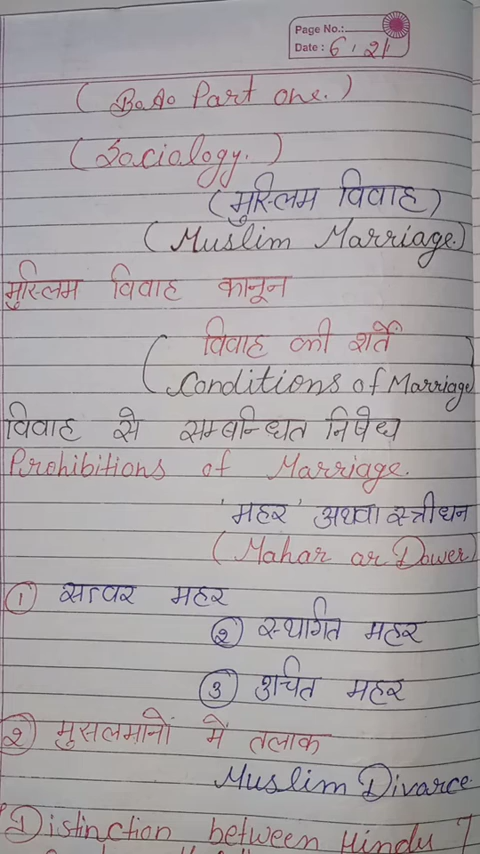 Page No.:
Date : 6 / 21
(B.A. Part one.)
(Sociology.)
(मुस्लिम विवाह)
(Muslim Marriage.)
मुस्लिम विवाह कानून
विवाह की शर्तें
(Conditions of Marriage
विवाह से सम्बन्धित निषेध
Prohibitions of Marriage.
'महर' अथवा स्त्रीधन
(Mahar ar Dower)
① सत्वर महर
② स्थगित महर
③ उचित महर
② मुसलमानों में तलाक
Muslim Divarce.
Distinction between Hindu